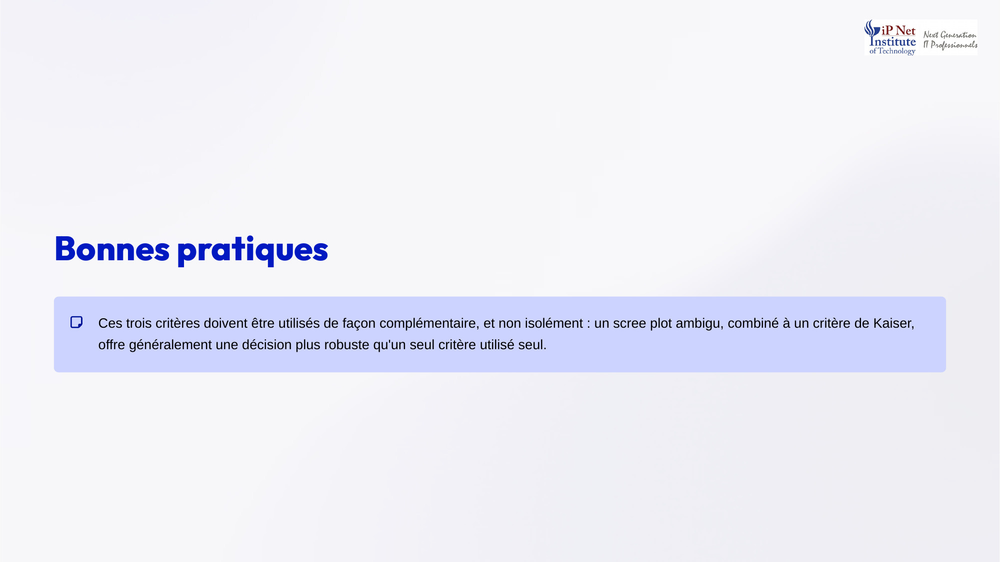 iP Net
Institute
of Technology
Next Generation
IT Professionnels
Bonnes pratiques
Ces trois critères doivent être utilisés de façon complémentaire, et non isolément : un scree plot ambigu, combiné à un critère de Kaiser,
offre généralement une décision plus robuste qu'un seul critère utilisé seul.